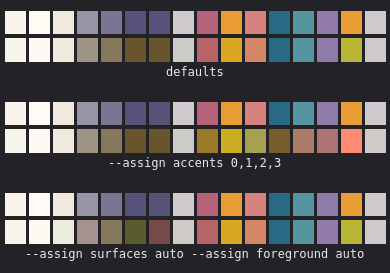 defaults
--assign accents 0,1,2,3
--assign surfaces auto --assign foreground auto